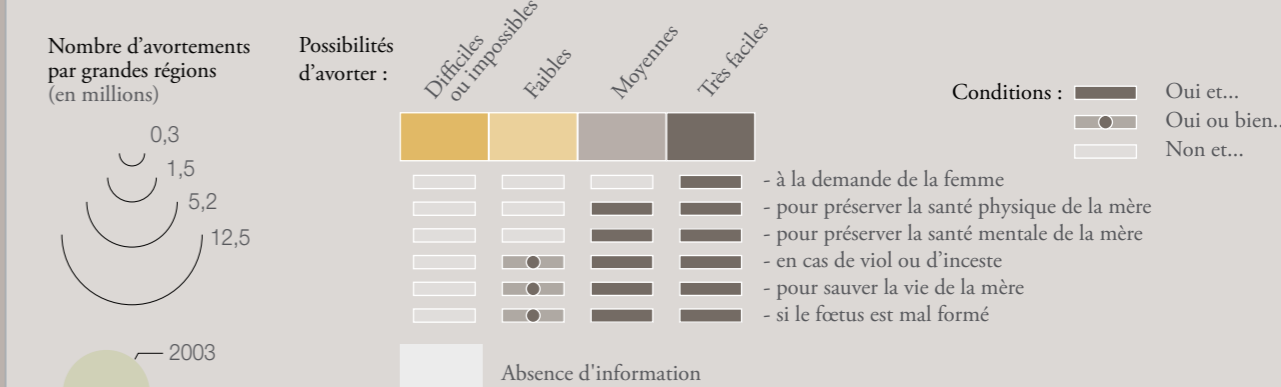 Nombre d'avortements
par grandes régions
(en millions)
0,3
1,5
5,2
12,5
2003
Possibilités
d'avorter :
Difficiles
ou impossibles
Faibles
Moyennes
Très faciles
Conditions :
Oui et...
Oui ou bien..
Non et...
- à la demande de la femme
- pour préserver la santé physique de la mère
- pour préserver la santé mentale de la mère
- en cas de viol ou d'inceste
- pour sauver la vie de la mère
- si le fœtus est mal formé
Absence d'information